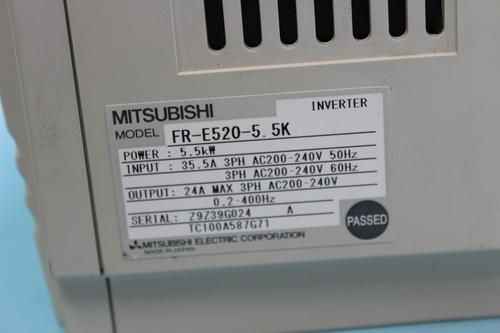 MITSUBISHI
INVERTER
MODEL FR-E520-5.5K
POWER : 5.5kW
INPUT : 35.5A 3PH AC200-240V 50Hz
3PH AC200-240V 60Hz
OUTPUT: 24A MAX 3PH AC200-240V
0.2-400Hz
SERIAL: Z9Z39G024 A
TC100A587G71
PASSED
MITSUBISHI ELECTRIC CORPORATION
MADE IN JAPAN